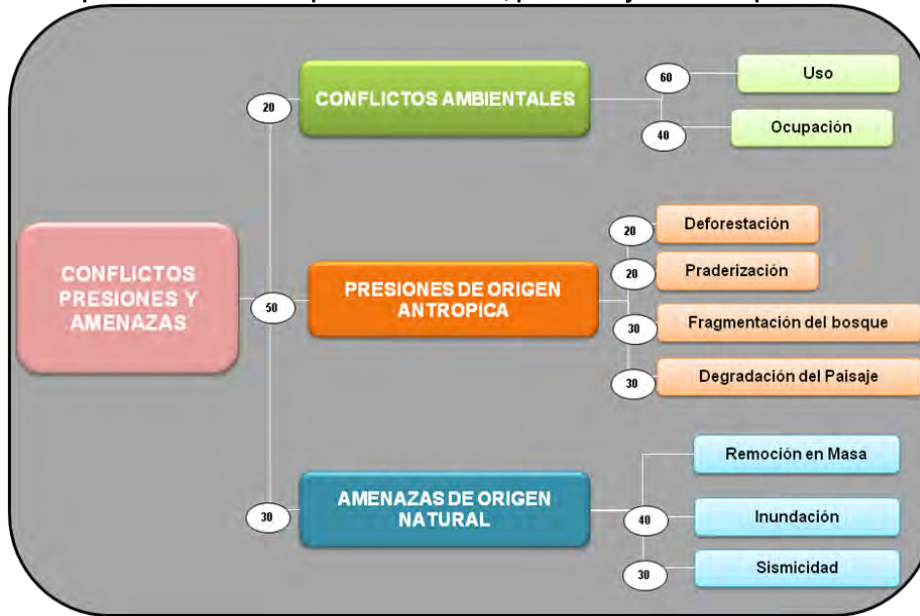 20
CONFLICTOS AMBIENTALES
60
Uso
40
Ocupación
CONFLICTOS
PRESIONES Y
AMENAZAS
50
PRESIONES DE ORIGEN
ANTROPICA
20
Deforestación
20
Praderización
30
Fragmentación del bosque
30
Degradación del Paisaje
30
AMENAZAS DE ORIGEN
NATURAL
Remoción en Masa
40
Inundación
30
Sismicidad